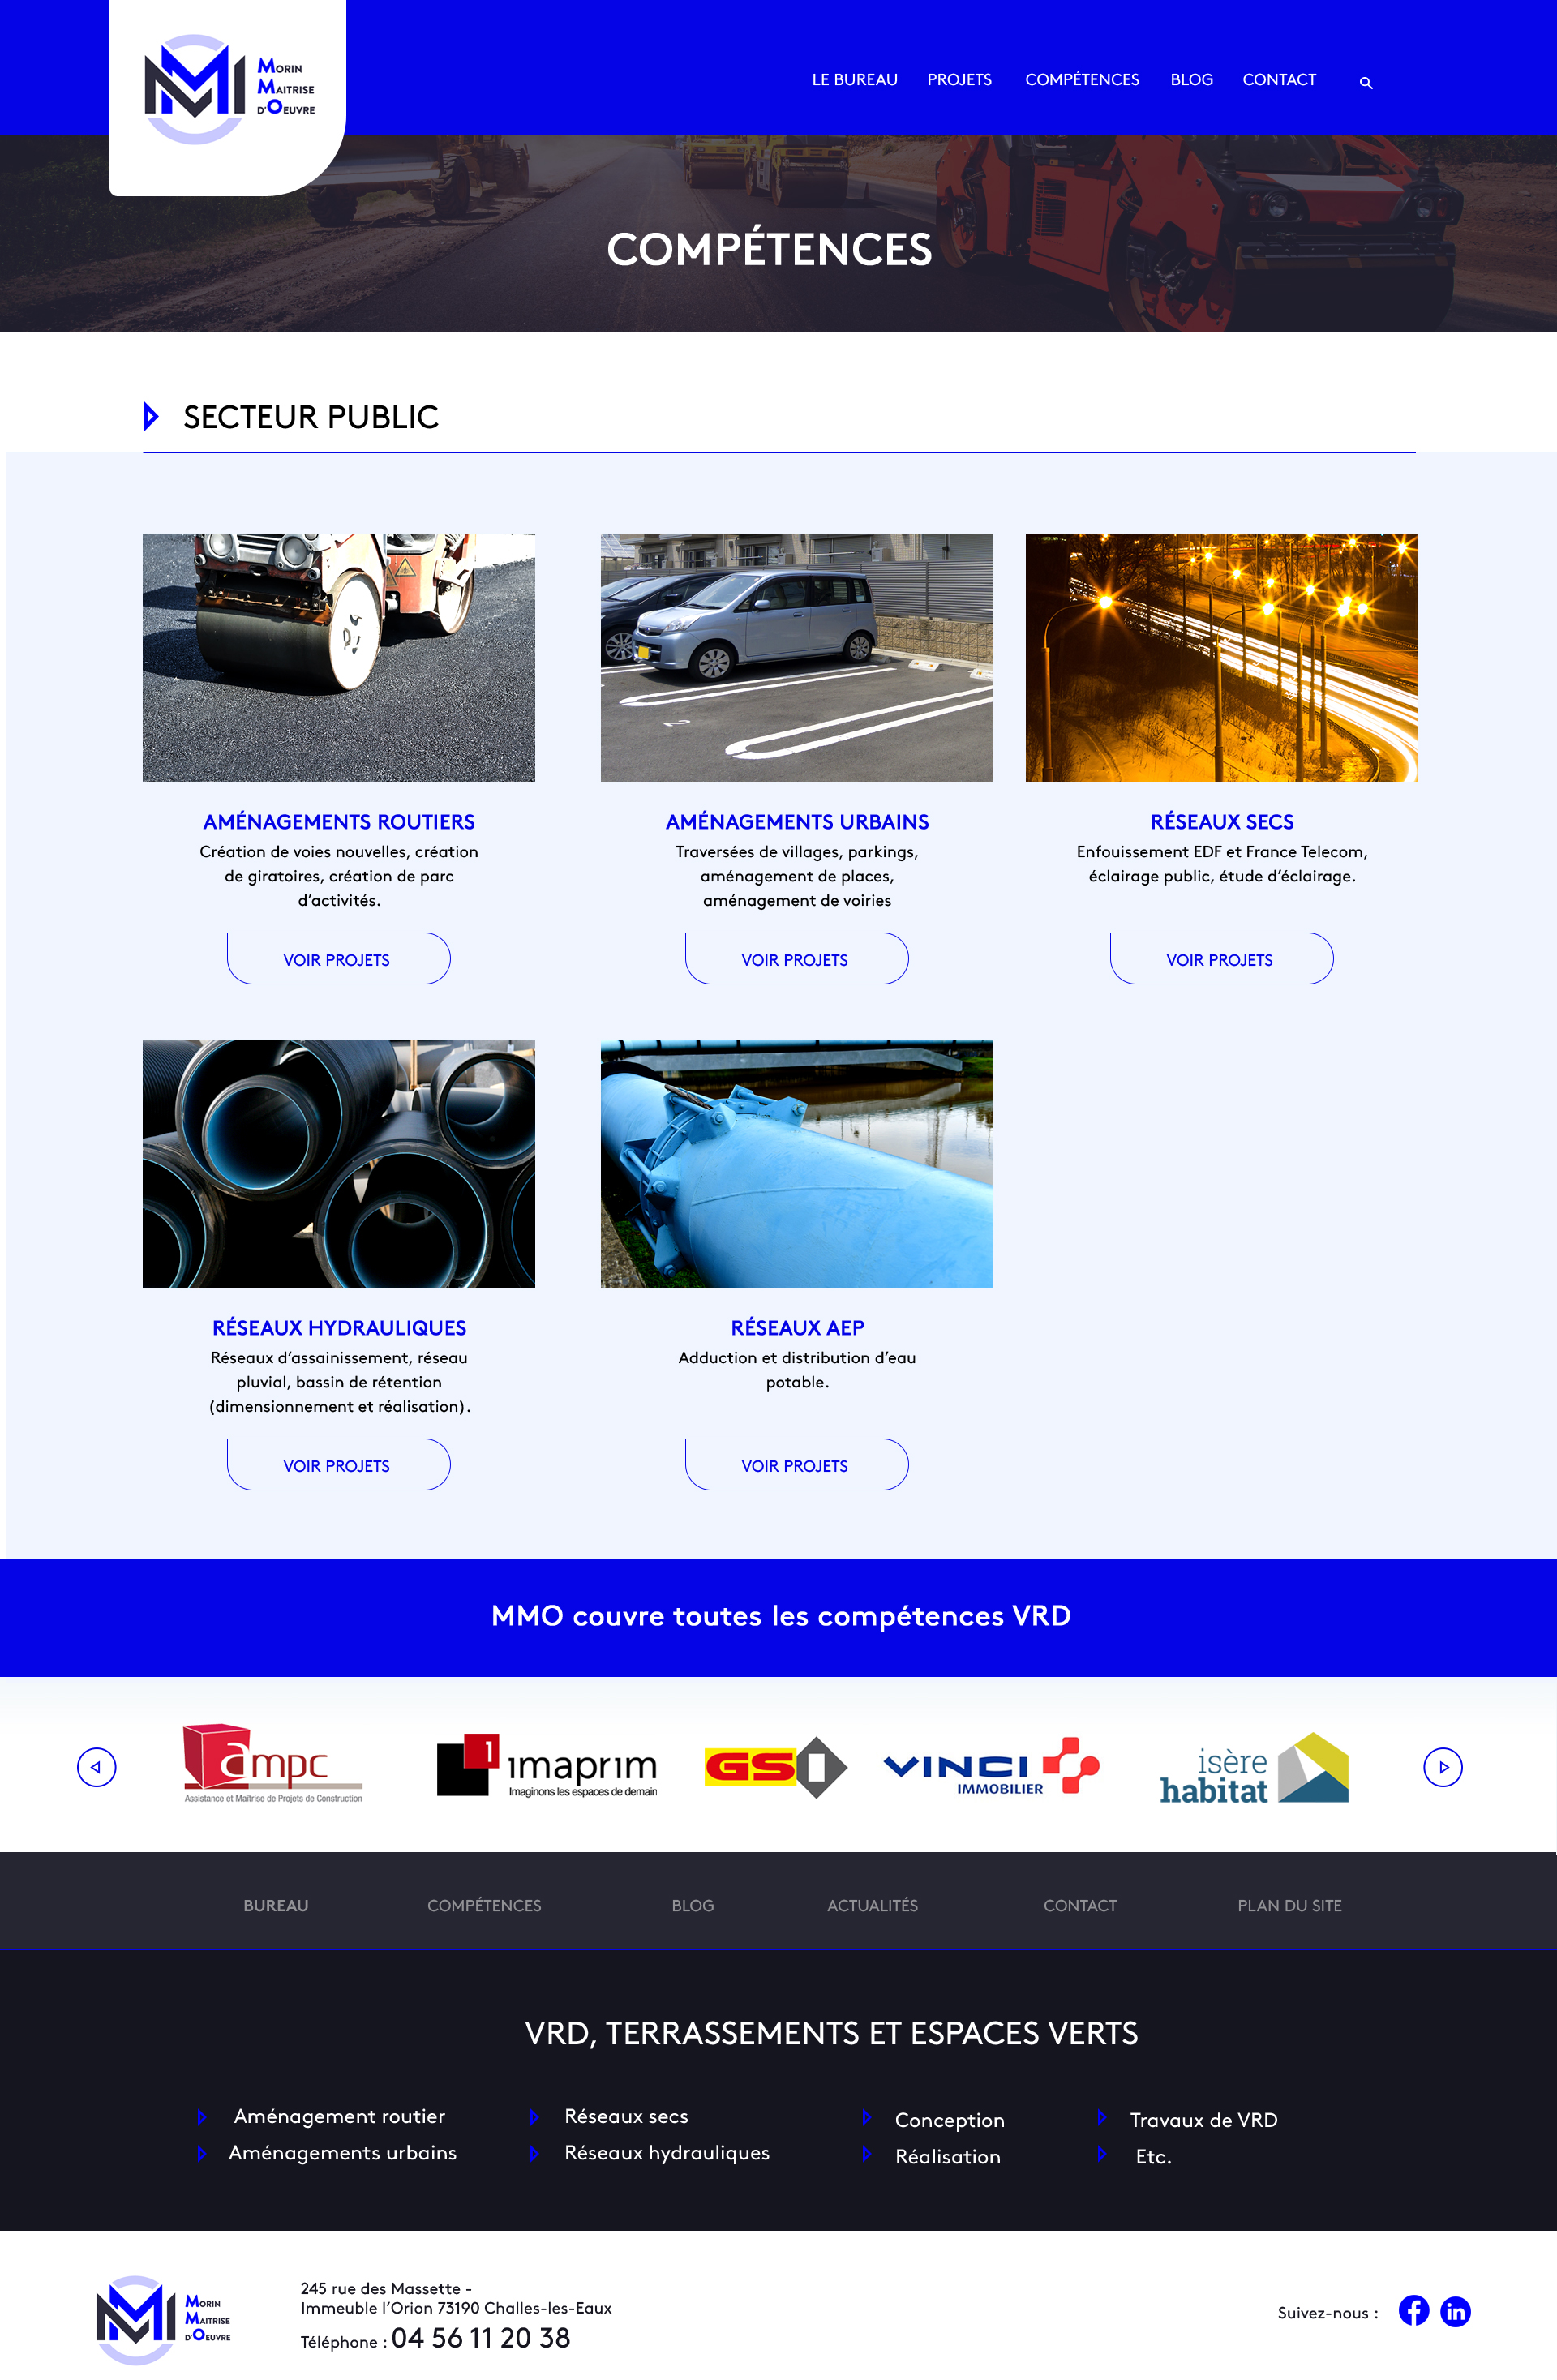 MORIN
MAITRISE
D'OEUVRE
LE BUREAU PROJETS COMPÉTENCES BLOG CONTACT
COMPÉTENCES
SECTEUR PUBLIC
2
AMÉNAGEMENTS ROUTIERS
Création de voies nouvelles, création
de giratoires, création de parc
d’activités.
VOIR PROJETS
AMÉNAGEMENTS URBAINS
Traversées de villages, parkings,
aménagement de places,
aménagement de voiries
VOIR PROJETS
RÉSEAUX SECS
Enfouissement EDF et France Telecom,
éclairage public, étude d’éclairage.
VOIR PROJETS
RÉSEAUX HYDRAULIQUES
Réseaux d’assainissement, réseau
pluvial, bassin de rétention
(dimensionnement et réalisation).
VOIR PROJETS
RÉSEAUX AEP
Adduction et distribution d’eau
potable.
VOIR PROJETS
MMO couvre toutes les compétences VRD
ampc
Assistance et Maîtrise de Projets de Construction
1 imaprim
Imaginons les espaces de demain
GS
VINCI
IMMOBILIER
isère
habitat
BUREAU COMPÉTENCES BLOG ACTUALITÉS CONTACT PLAN DU SITE
VRD, TERRASSEMENTS ET ESPACES VERTS
Aménagement routier
Aménagements urbains
Réseaux secs
Réseaux hydrauliques
Conception
Réalisation
Travaux de VRD
Etc.
MORIN
MAITRISE
D'OEUVRE
245 rue des Massette -
Immeuble l’Orion 73190 Challes-les-Eaux
Téléphone : 04 56 11 20 38
Suivez-nous :
f
in